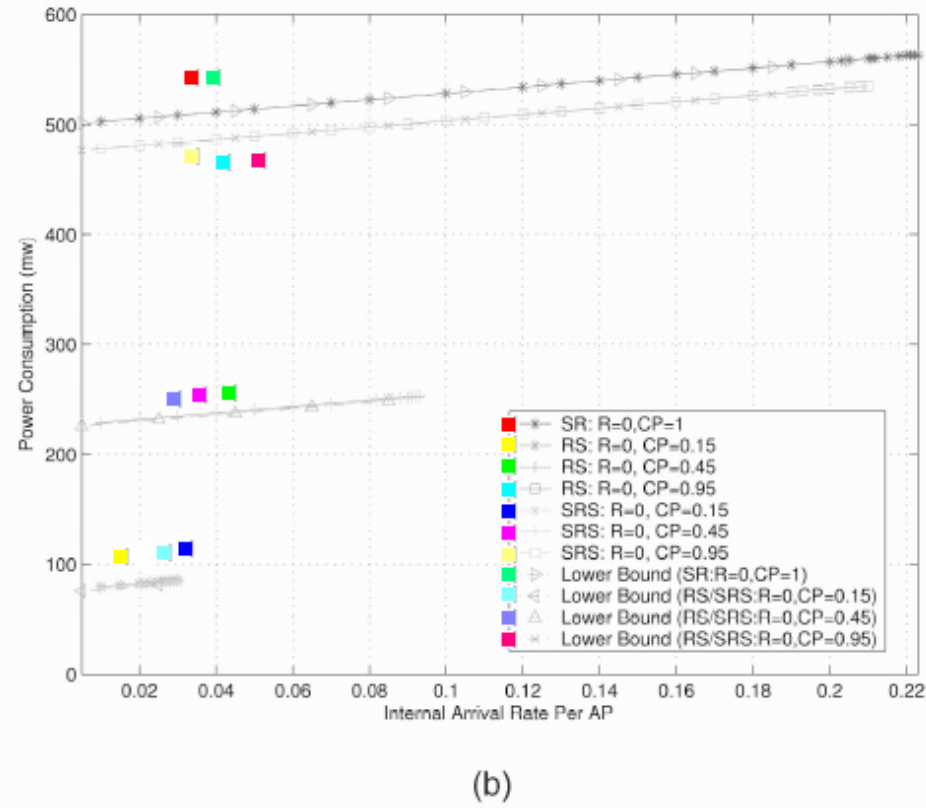 600
500
400
300
200
100
0
Power Consumption (mw)
SR: R=0,CP=1
RS: R=0, CP=0.15
RS: R=0, CP=0.45
RS: R=0, CP=0.95
SRS: R=0, CP=0.15
SRS: R=0, CP=0.45
SRS: R=0, CP=0.95
Lower Bound (SR:R=0,CP=1)
Lower Bound (RS/SRS:R=0,CP=0.15)
Lower Bound (RS/SRS:R=0,CP=0.45)
Lower Bound (RS/SRS:R=0,CP=0.95)
0.02 0.04 0.06 0.08 0.1 0.12 0.14 0.16 0.18 0.2 0.22
Internal Arrival Rate Per AP
(b)